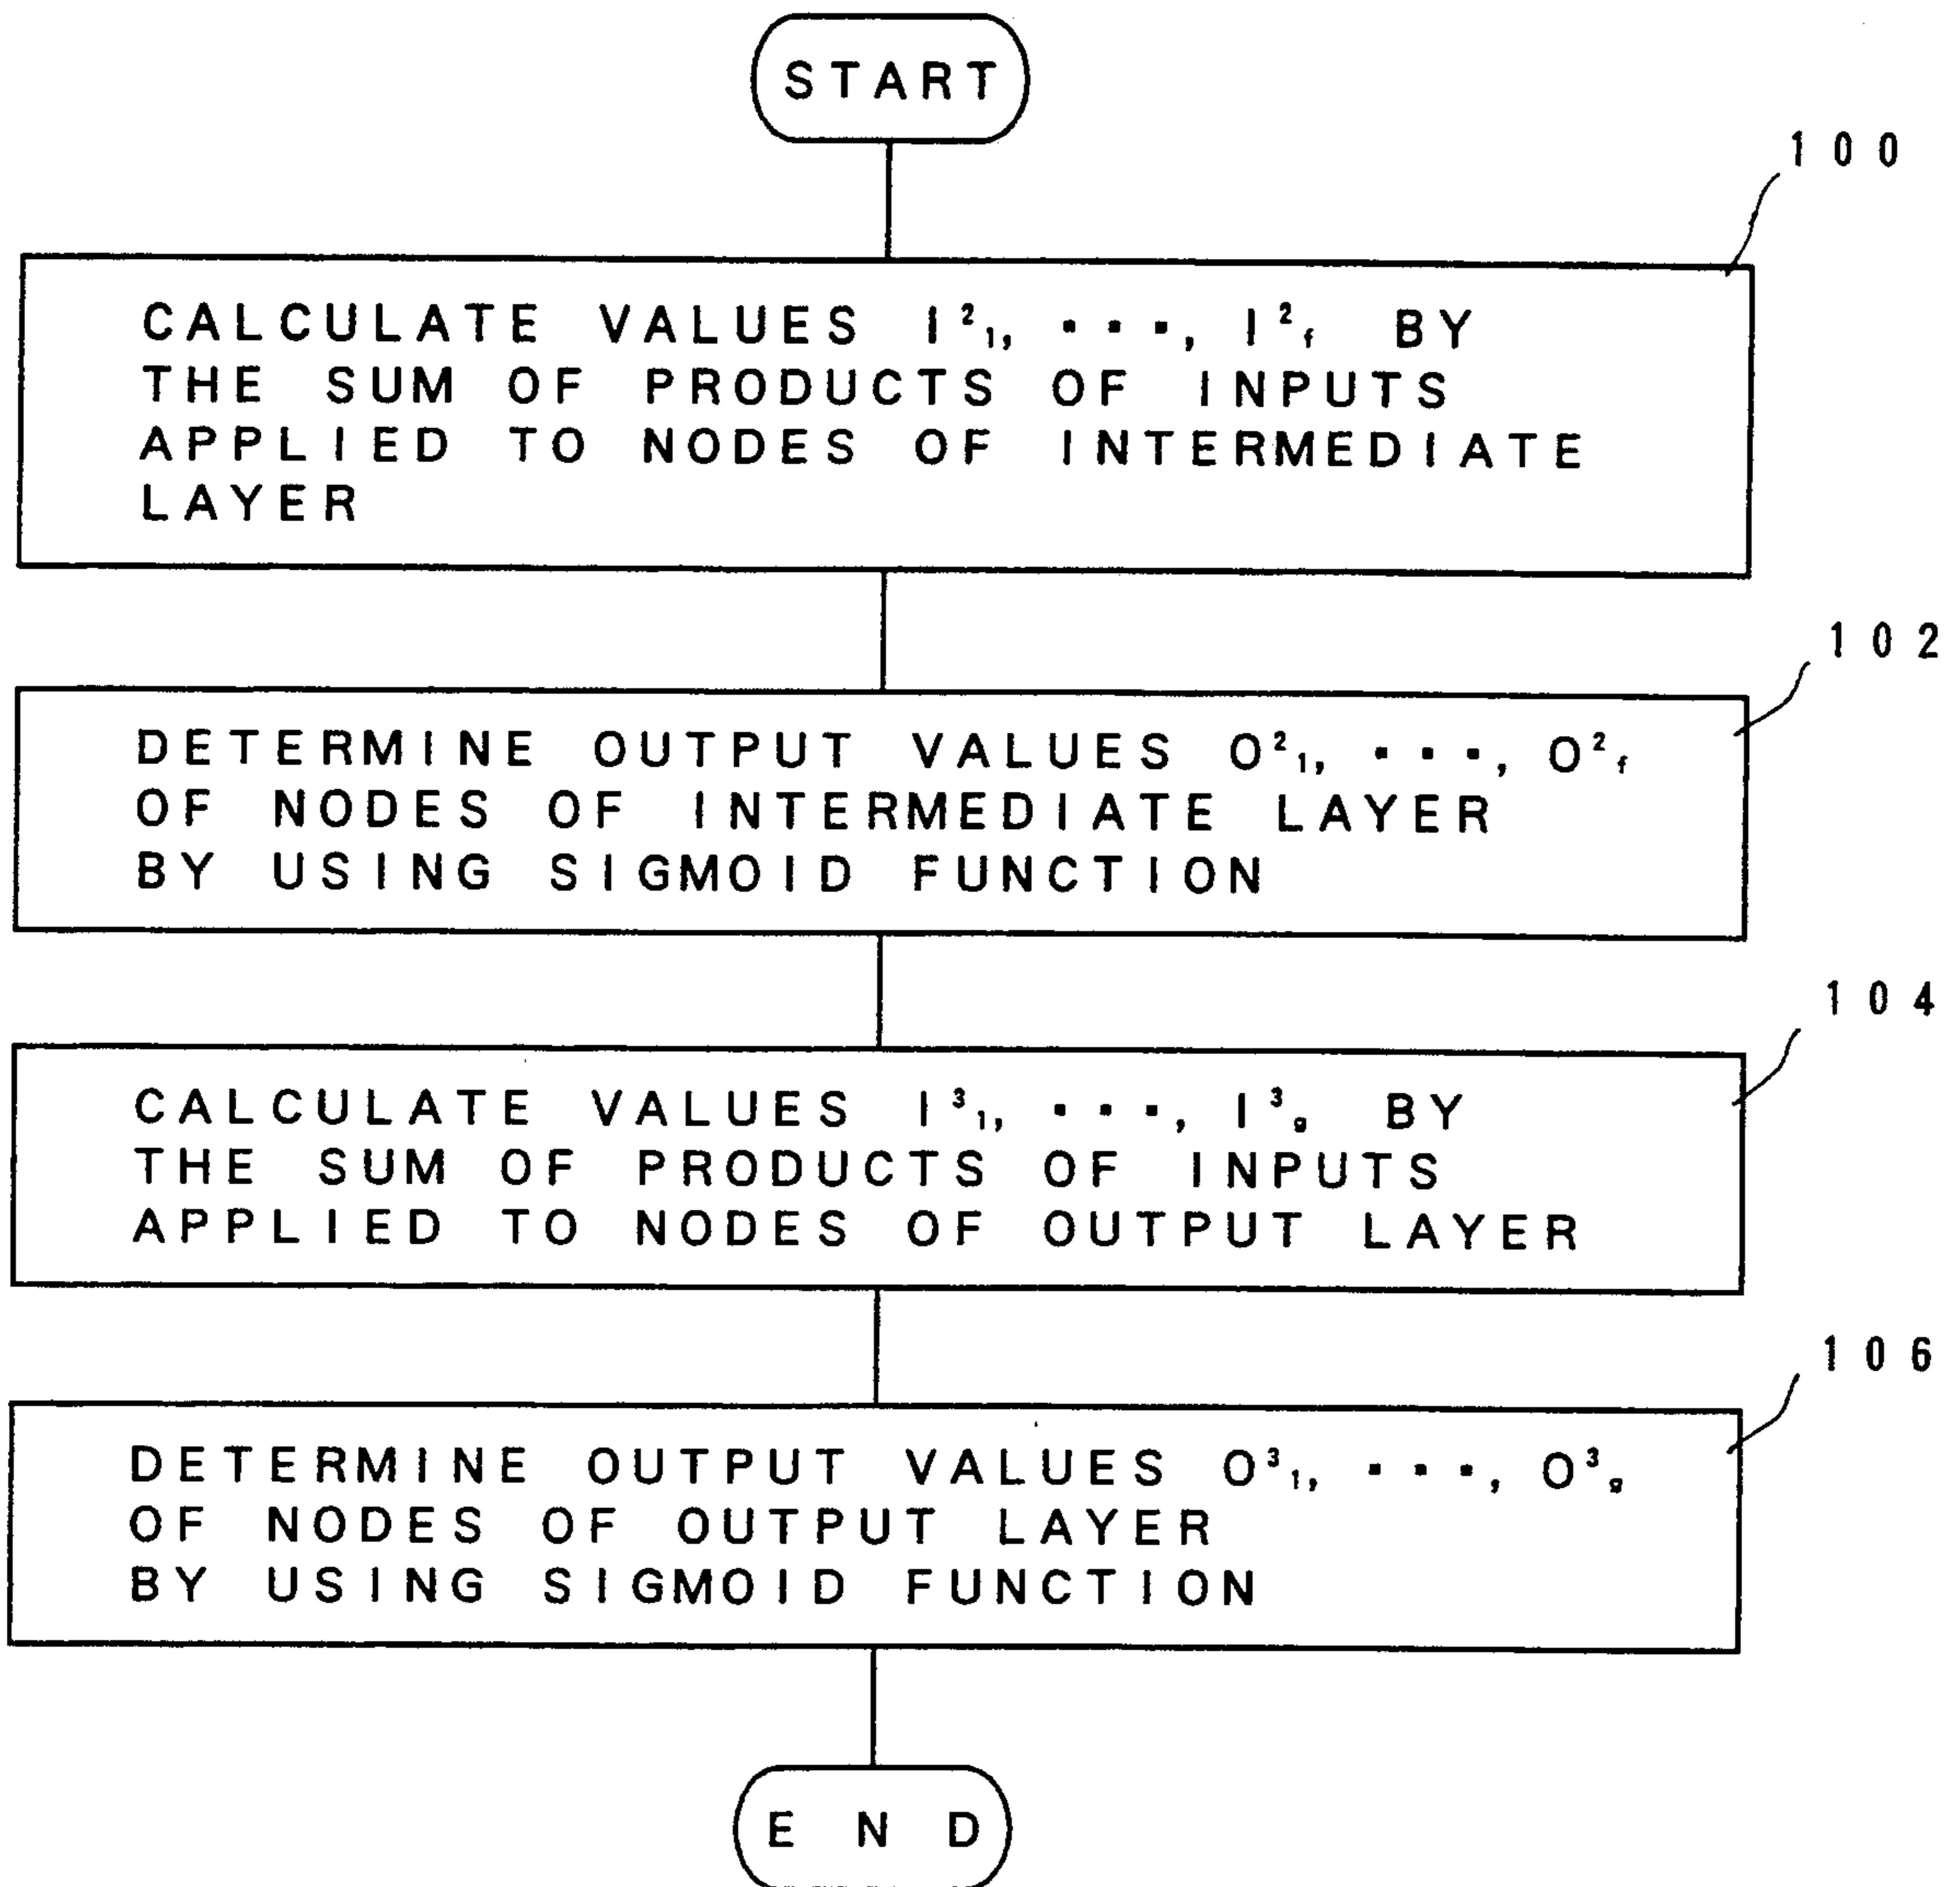 START
100
CALCULATE VALUES I²₁, ···, I²f BY
THE SUM OF PRODUCTS OF INPUTS
APPLIED TO NODES OF INTERMEDIATE
LAYER
102
DETERMINE OUTPUT VALUES O²₁, ···, O²f
OF NODES OF INTERMEDIATE LAYER
BY USING SIGMOID FUNCTION
104
CALCULATE VALUES I³₁, ···, I³g BY
THE SUM OF PRODUCTS OF INPUTS
APPLIED TO NODES OF OUTPUT LAYER
106
DETERMINE OUTPUT VALUES O³₁, ···, O³g
OF NODES OF OUTPUT LAYER
BY USING SIGMOID FUNCTION
END